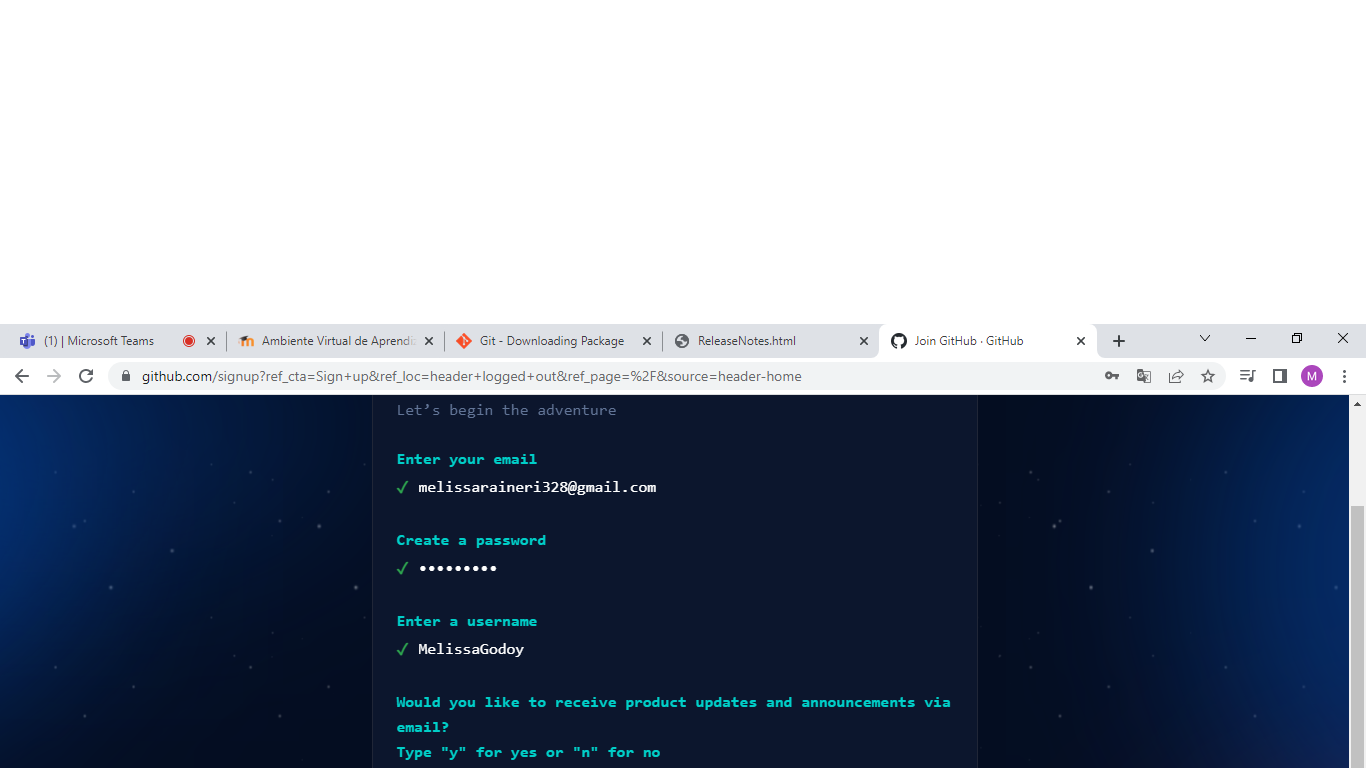 (1) | Microsoft Teams
Ambiente Virtual de Aprendi
Git - Downloading Package
ReleaseNotes.html
Join GitHub · GitHub
github.com/signup?ref_cta=Sign+up&ref_loc=header+logged+out&ref_page=%2F&source=header-home
M
Let’s begin the adventure
Enter your email
✓ melissaraineri328@gmail.com
Create a password
✓ •••••••••
Enter a username
✓ MelissaGodoy
Would you like to receive product updates and announcements via
email?
Type "y" for yes or "n" for no